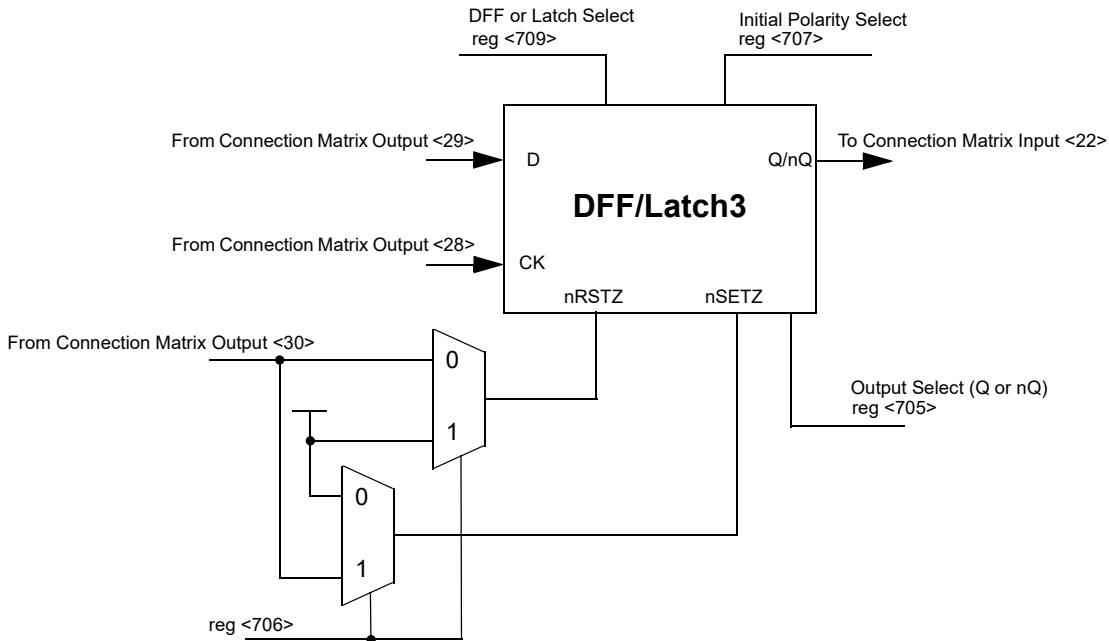 DFF or Latch Select
reg <709>
Initial Polarity Select
reg <707>
From Connection Matrix Output <29>
D
Q/nQ
To Connection Matrix Input <22>
DFF/Latch3
From Connection Matrix Output <28>
CK
nRSTZ
nSETZ
From Connection Matrix Output <30>
0
1
Output Select (Q or nQ)
reg <705>
0
1
reg <706>